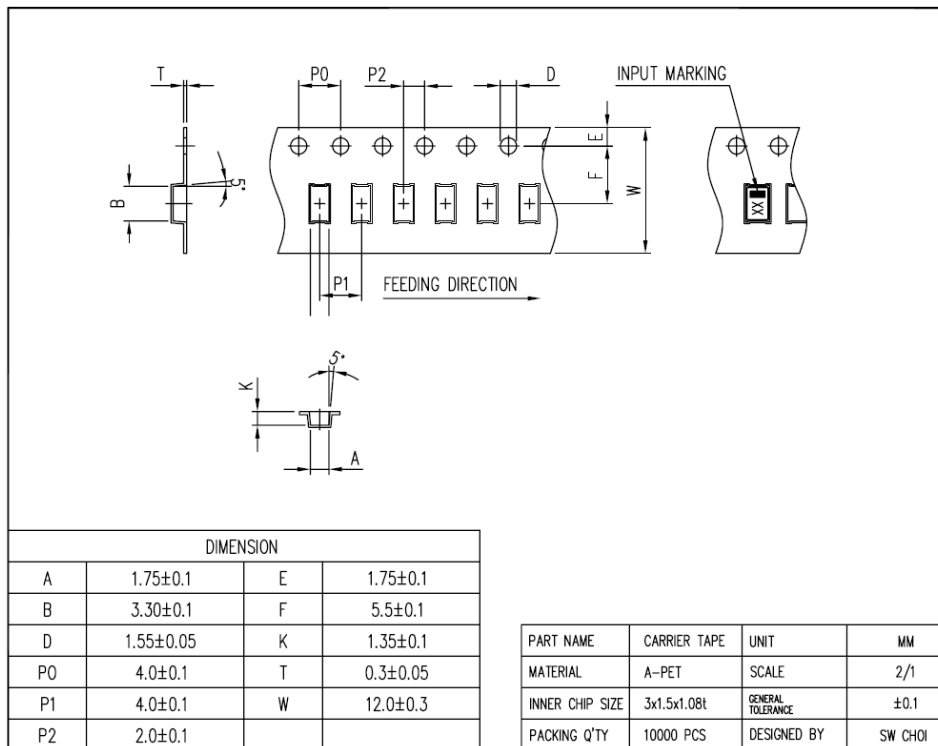 T
P0
P2
D
INPUT MARKING
E
F
W
B
5°
XX
P1
FEEDING DIRECTION
5°
K
A
DIMENSION
A 1.75±0.1 E 1.75±0.1
B 3.30±0.1 F 5.5±0.1
D 1.55±0.05 K 1.35±0.1
P0 4.0±0.1 T 0.3±0.05
P1 4.0±0.1 W 12.0±0.3
P2 2.0±0.1
PART NAME CARRIER TAPE UNIT MM
MATERIAL A-PET SCALE 2/1
INNER CHIP SIZE 3x1.5x1.08t GENERAL TOLERANCE ±0.1
PACKING Q'TY 10000 PCS DESIGNED BY SW CHOI